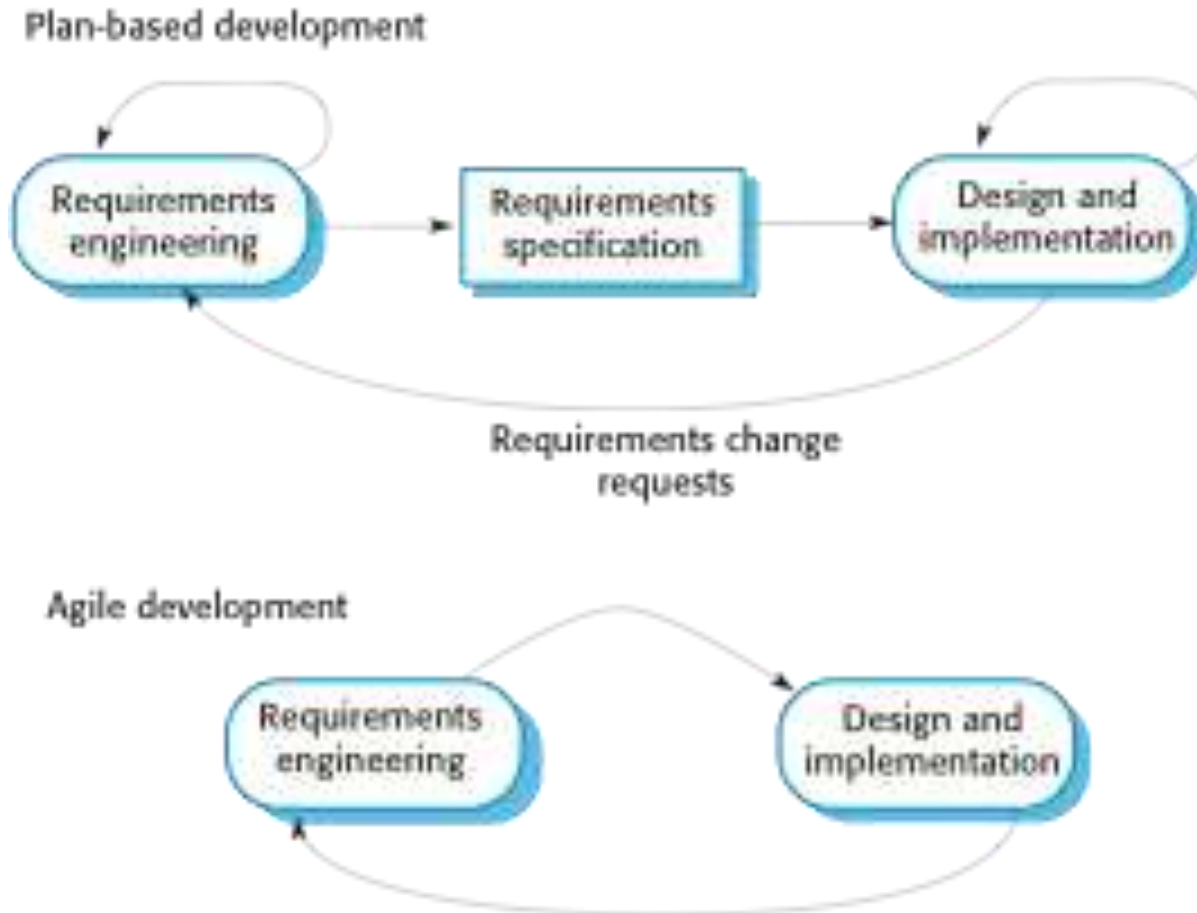 Plan-based development
Requirements
engineering
Requirements
specification
Design and
implementation
Requirements change
requests
Agile development
Requirements
engineering
Design and
implementation